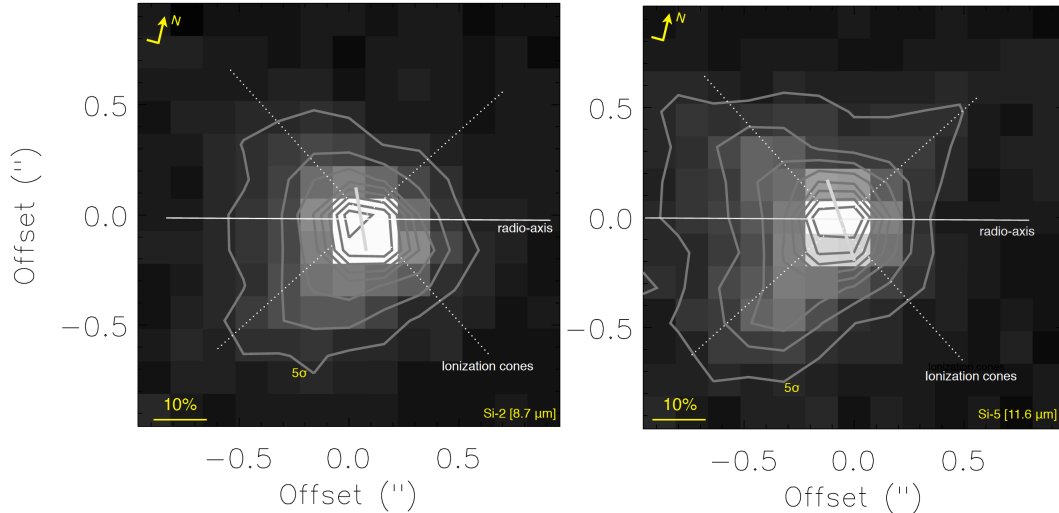 N
0.5
0.0
−0.5
Offset (")
radio-axis
Ionization cones
5σ
10%
Si-2 [8.7 μm]
−0.5 0.0 0.5
Offset (")
N
0.5
0.0
−0.5
radio-axis
Ionization cones
Ionization cones
5σ
10%
Si-5 [11.6 μm]
−0.5 0.0 0.5
Offset (")